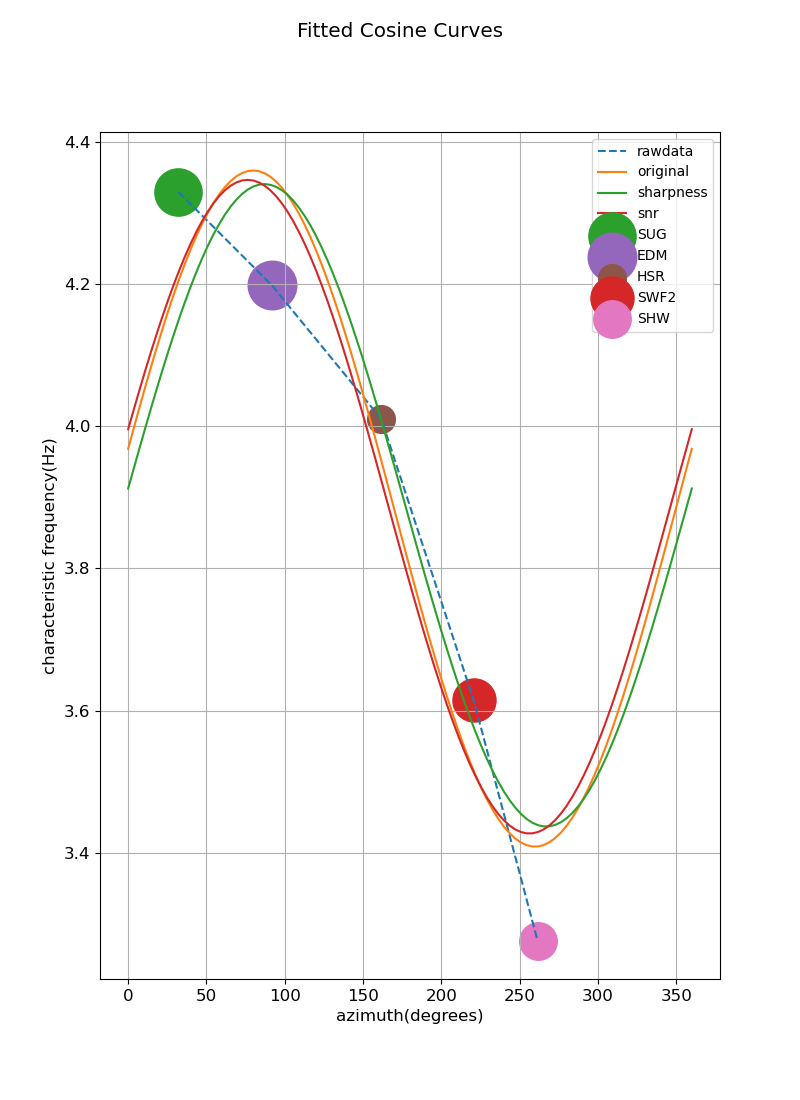 Fitted Cosine Curves
4.4
4.2
4.0
3.8
3.6
3.4
characteristic frequency(Hz)
0 50 100 150 200 250 300 350
azimuth(degrees)
rawdata
original
sharpness
snr
SUG
EDM
HSR
SWF2
SHW